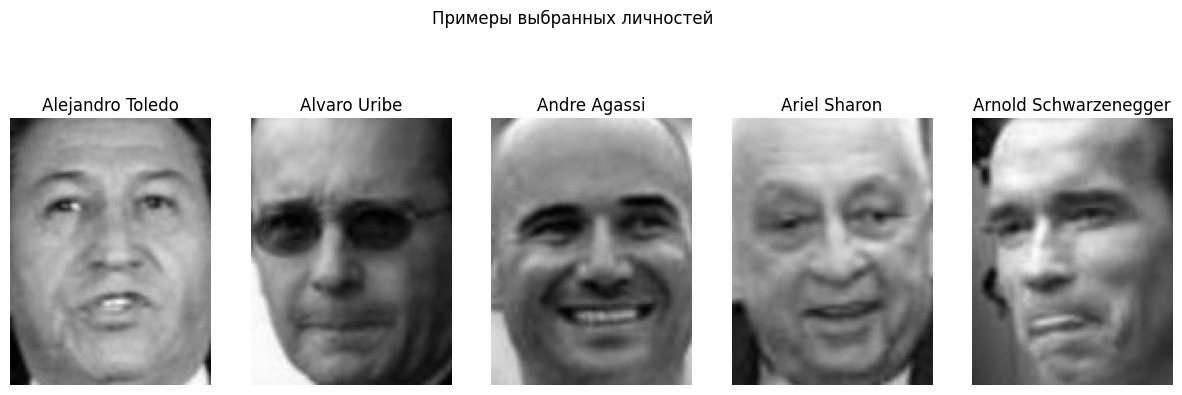 Примеры выбранных личностей
Alejandro Toledo
Alvaro Uribe
Andre Agassi
Ariel Sharon
Arnold Schwarzenegger